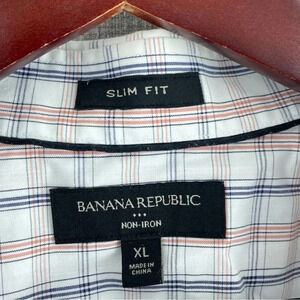 SLIM FIT
BANANA REPUBLIC
NON-IRON
XL
MADE IN
CHINA